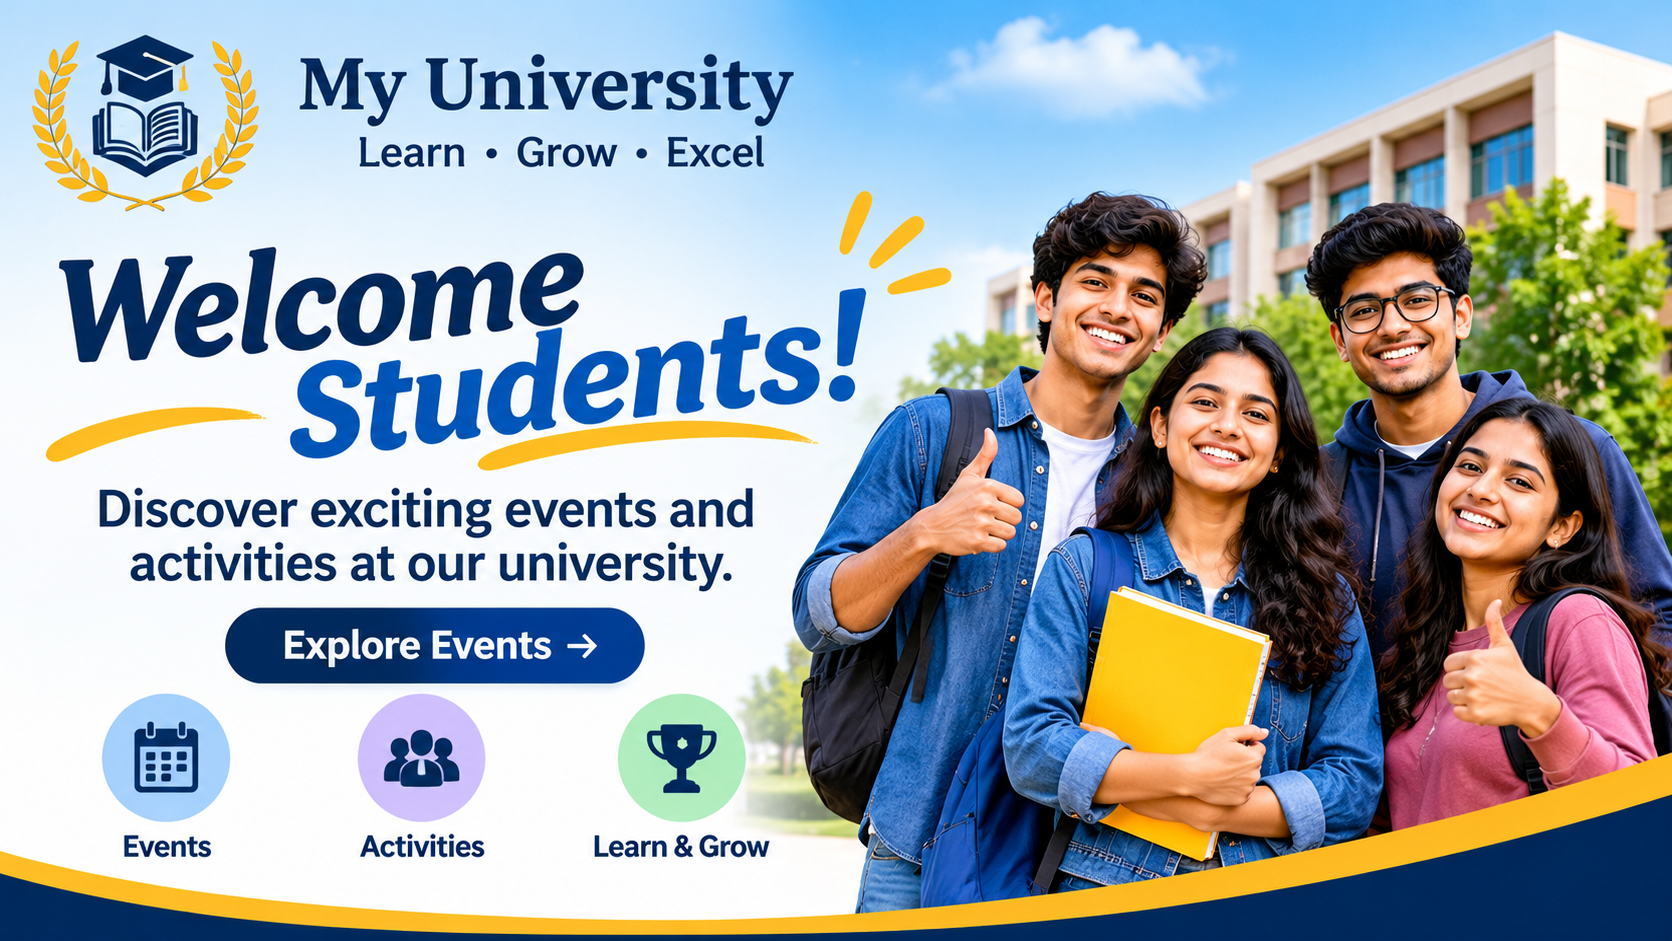 My University
Learn • Grow • Excel
Welcome
Students!
Discover exciting events and
activities at our university.
Explore Events →
Events
Activities
Learn & Grow